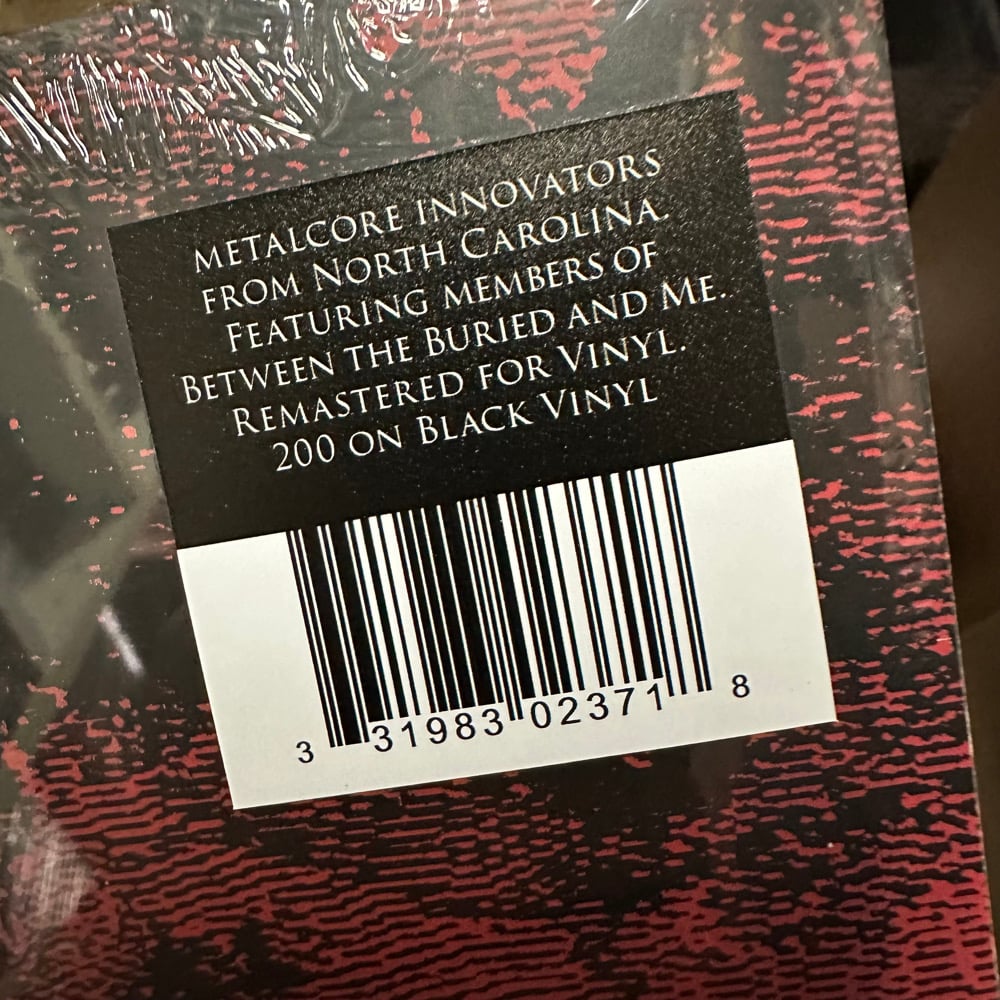 METALCORE INNOVATORS
FROM NORTH CAROLINA.
FEATURING MEMBERS OF
BETWEEN THE BURIED AND ME.
REMASTERED FOR VINYL.
200 ON BLACK VINYL
3 31983 02371 8